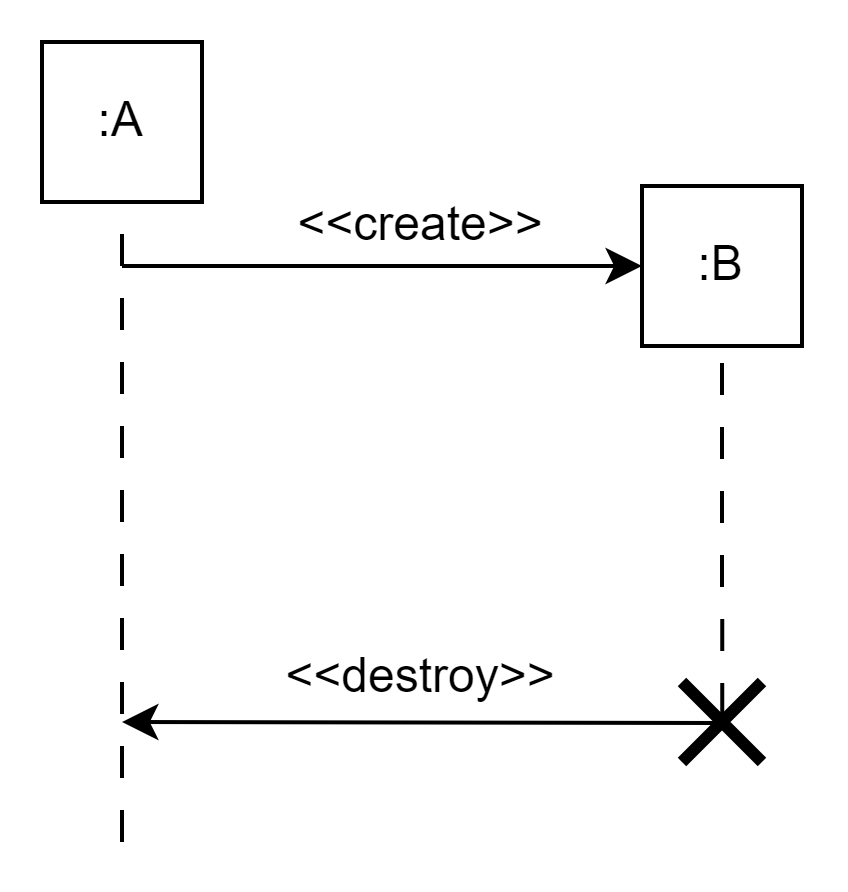 :A
<<create>>
:B
<<destroy>>